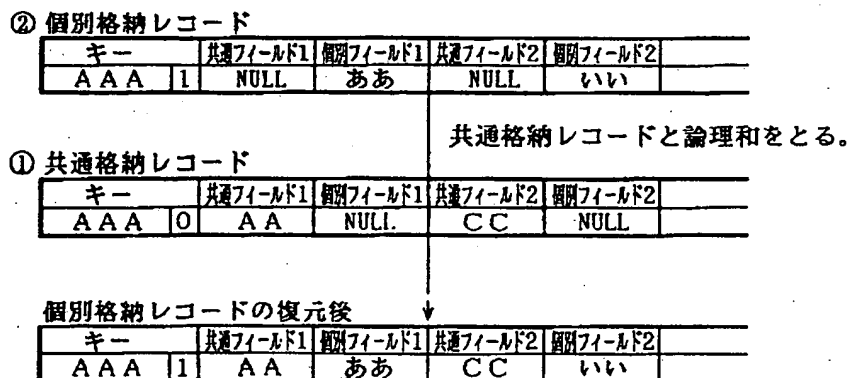 ② 個別格納レコード
キー 共通フィールド1 個別フィールド1 共通フィールド2 個別フィールド2
AAA 1 NULL ああ NULL いい
共通格納レコードと論理和をとる。
① 共通格納レコード
キー 共通フィールド1 個別フィールド1 共通フィールド2 個別フィールド2
AAA 0 AA NULL CC NULL
個別格納レコードの復元後
キー 共通フィールド1 個別フィールド1 共通フィールド2 個別フィールド2
AAA 1 AA ああ CC いい